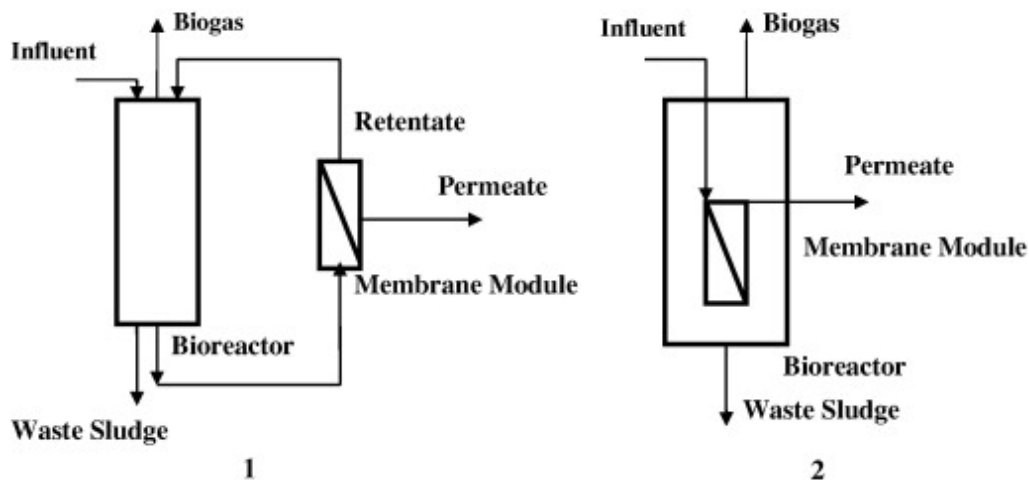 Biogas
Influent
Retentate
Permeate
Membrane Module
Bioreactor
Waste Sludge
1
Biogas
Influent
Permeate
Membrane Module
Bioreactor
Waste Sludge
2